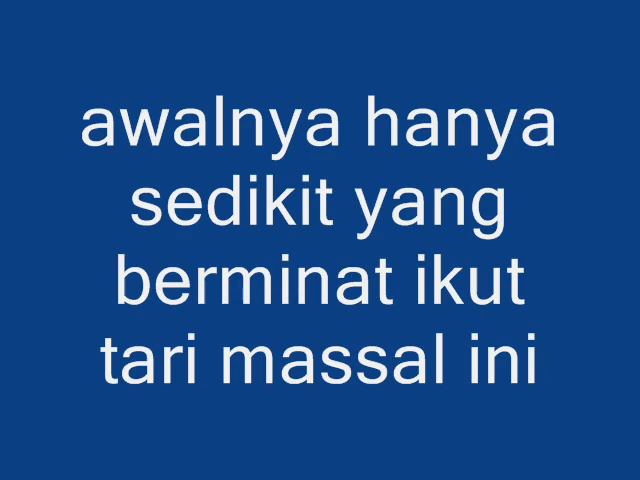 awalnya hanya
sedikit yang
berminat ikut
tari massal ini